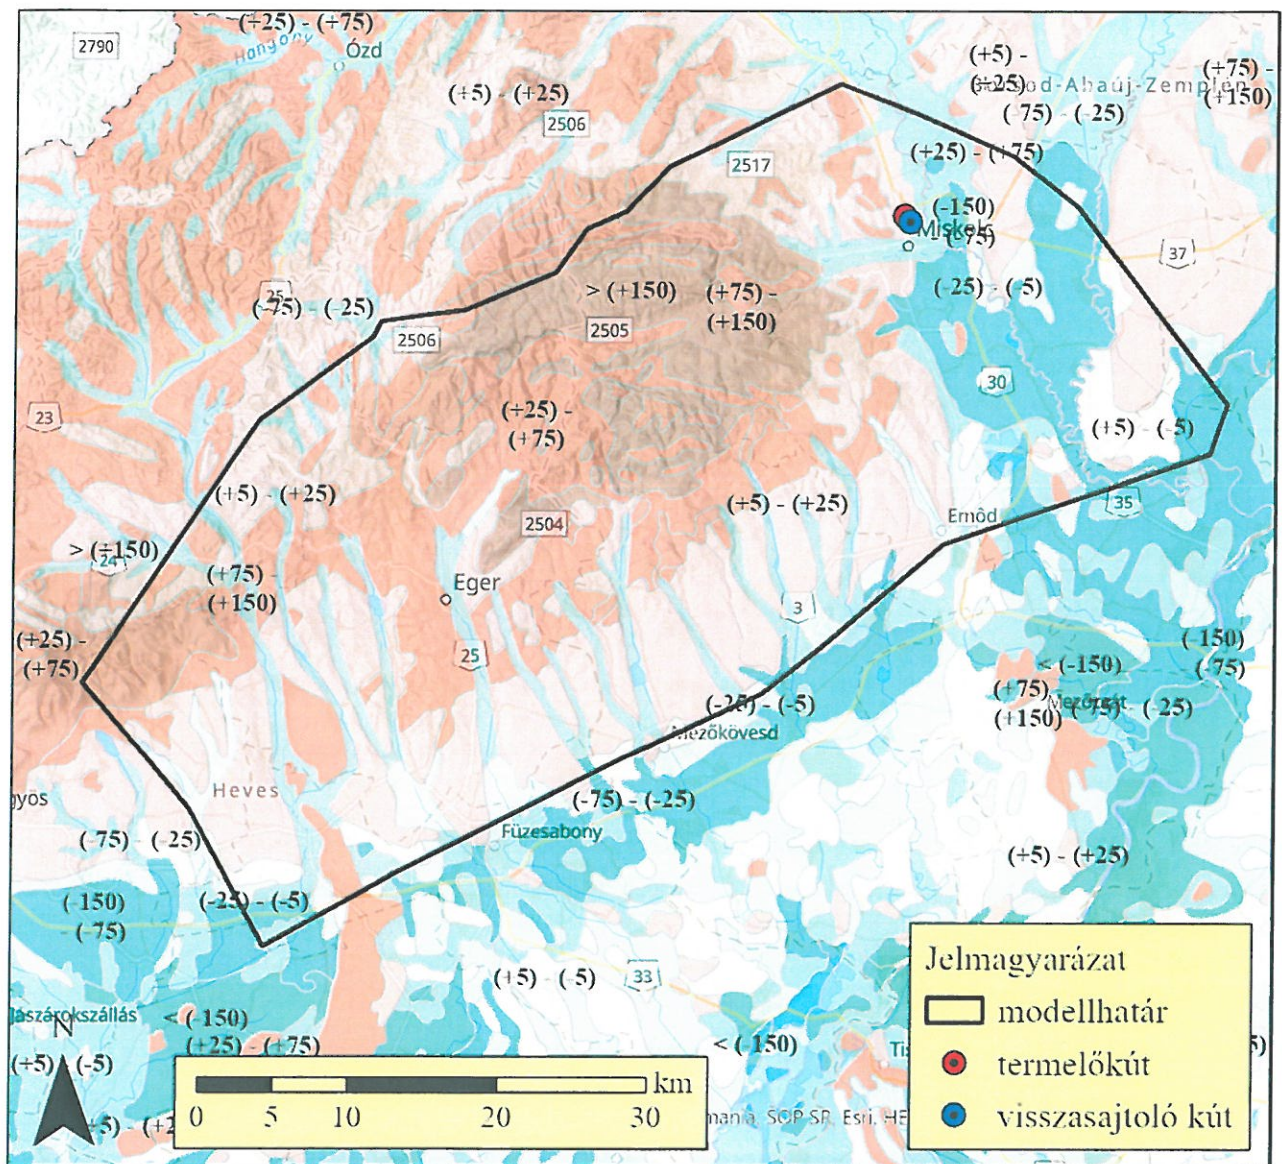 (+25) - (+75)
2790
Hangony
Ózd
(+5) -
(+25)
(+75) -
(+150)
(+5) - (+25)
(-75) - (-25)
2506
(+25) - (+75)
2517
(-150)
Miskolc
- (-75)
37
> (+150)
(+75) -
(+150)
(-25) - (-5)
25
(-75) - (-25)
2505
2506
30
23
(+25) -
(+75)
(+5) - (-5)
(+5) - (+25)
(+5) - (+25)
35
2504
Emőd
> (+150)
24
(+75) -
(+150)
Eger
3
(+25) -
(+75)
25
(-150)
- (-75)
< (-150)
(+75) -
(+150)
(-75) - (-25)
(-25) - (-5)
Mezőkövesd
Heves
gyös
(-75) - (-25)
Füzesabony
(-75) - (-25)
(+5) - (+25)
(-150)
- (-75)
(-25) - (-5)
(+5) - (-5)
33
Jászárokszállás
< (-150)
(+25) - (+75)
< (-150)
N
(+5) - (-5)
km
0 5 10 20 30
Jelmagyarázat
modellhatár
termelőkút
visszasajtoló kút